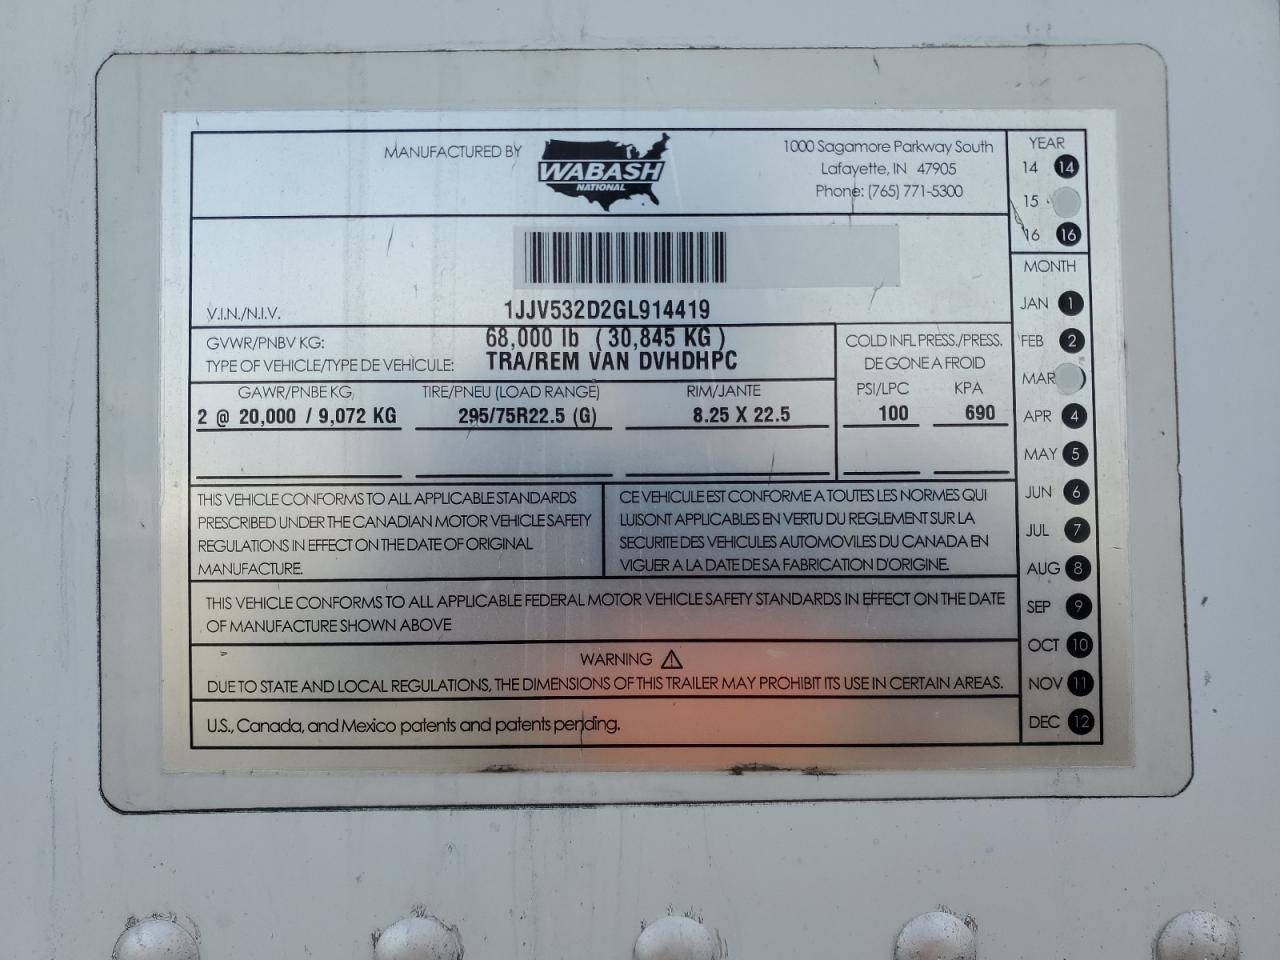 MANUFACTURED BY
WABASH
NATIONAL
1000 Sagamore Parkway South
Lafayette, IN 47905
Phone: (765) 771-5300
YEAR
14 14
15
16 16
V.I.N./N.I.V. 1JJV532D2GL914419
GVWR/PNBV KG: 68,000 lb ( 30,845 KG )
TYPE OF VEHICLE/TYPE DE VEHICULE: TRA/REM VAN DVHDHPC
COLD INFL PRESS./PRESS.
DE GONE A FROID
GAWR/PNBE KG TIRE/PNEU (LOAD RANGE) RIM/JANTE PSI/LPC KPA
2 @ 20,000 / 9,072 KG 295/75R22.5 (G) 8.25 X 22.5 100 690
THIS VEHICLE CONFORMS TO ALL APPLICABLE STANDARDS
PRESCRIBED UNDER THE CANADIAN MOTOR VEHICLE SAFETY
REGULATIONS IN EFFECT ON THE DATE OF ORIGINAL
MANUFACTURE.
CE VEHICULE EST CONFORME A TOUTES LES NORMES QUI
LUISONT APPLICABLES EN VERTU DU REGLEMENT SUR LA
SECURITE DES VEHICULES AUTOMOVILES DU CANADA EN
VIGUER A LA DATE DE SA FABRICATION D'ORIGINE.
THIS VEHICLE CONFORMS TO ALL APPLICABLE FEDERAL MOTOR VEHICLE SAFETY STANDARDS IN EFFECT ON THE DATE
OF MANUFACTURE SHOWN ABOVE
WARNING
DUE TO STATE AND LOCAL REGULATIONS, THE DIMENSIONS OF THIS TRAILER MAY PROHIBIT ITS USE IN CERTAIN AREAS.
U.S., Canada, and Mexico patents and patents pending.
MONTH
JAN 1
FEB 2
MAR
APR 4
MAY 5
JUN 6
JUL 7
AUG 8
SEP 9
OCT 10
NOV 11
DEC 12